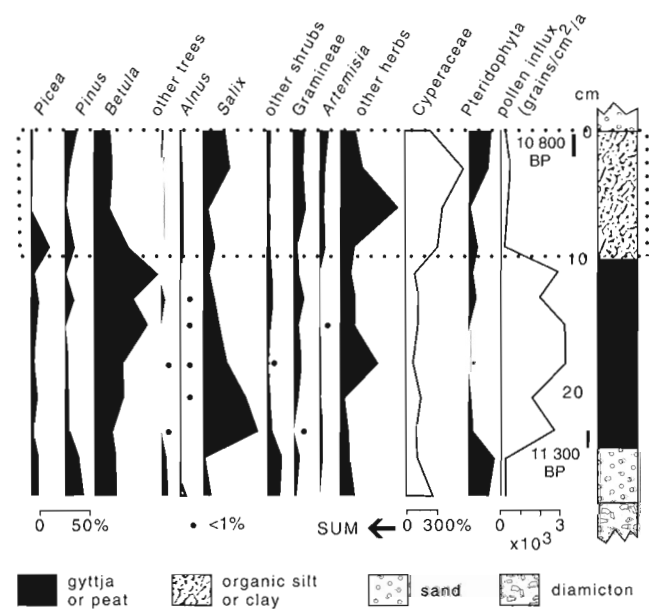 Picea
Pinus
Betula
other trees
Alnus
Salix
other shrubs
Gramineae
Artemisia
other herbs
Cyperaceae
Pteridophyta
pollen influx
(grains/cm²/a)
cm
0
10 800
BP
10
20
11 300
BP
0 50%
• <1%
SUM
0 300%
0 3
x10³
gyttja
or peat
organic silt
or clay
sand
diamicton